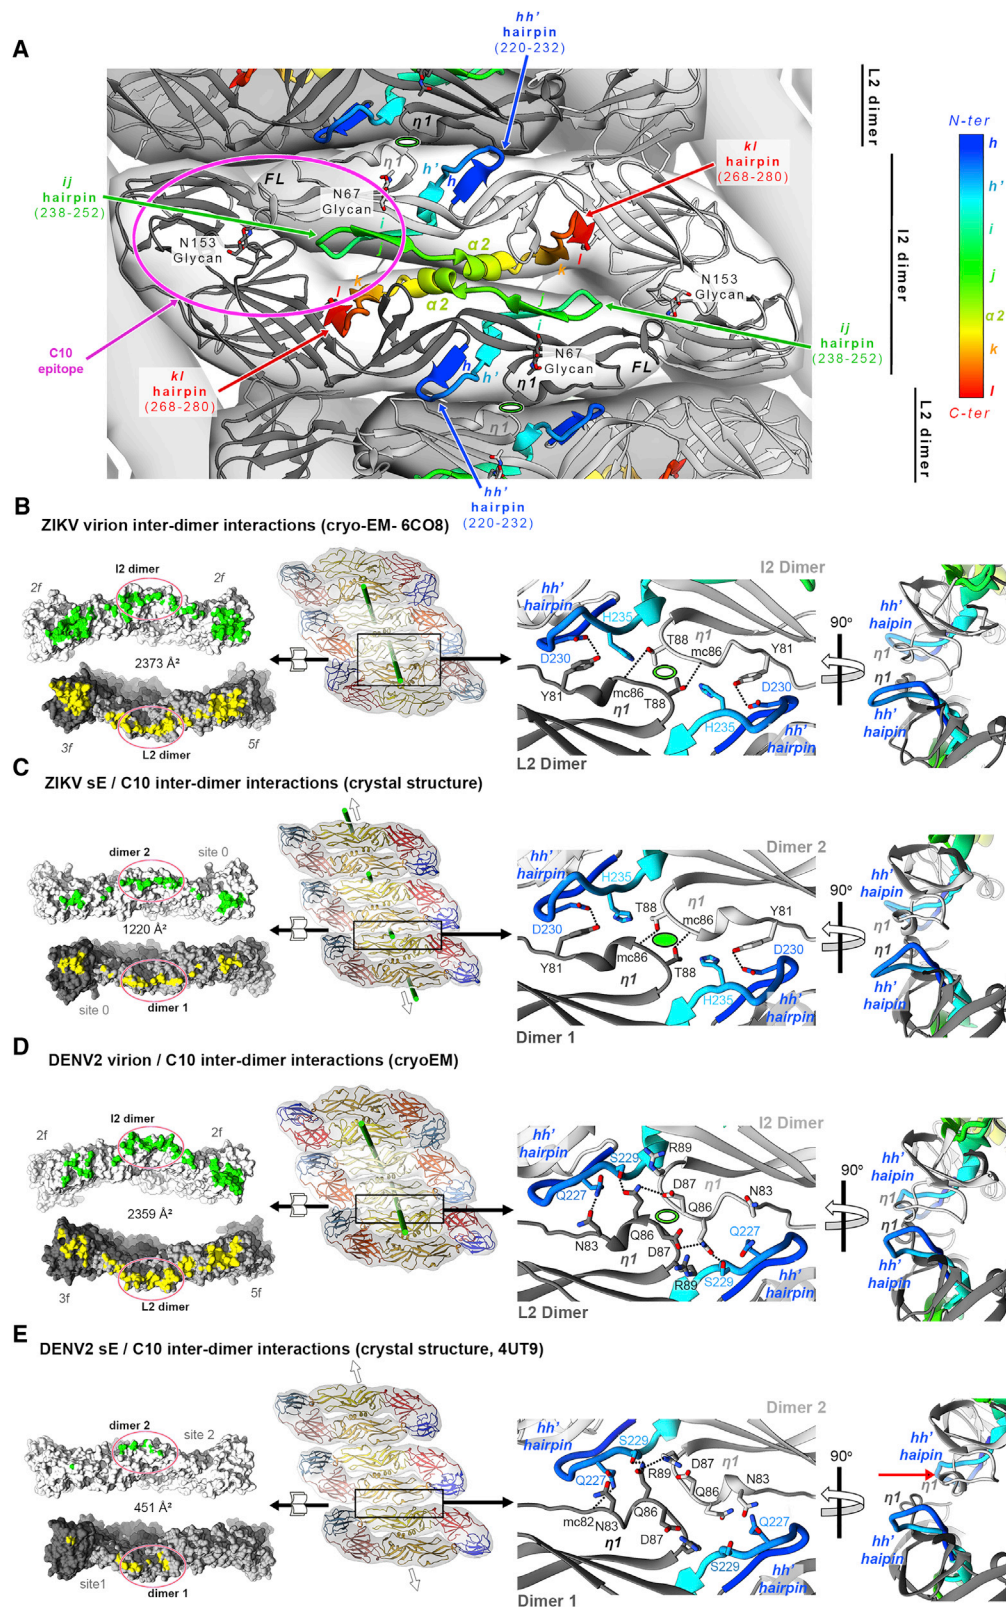 A
hh'
hairpin
(220-232)
L2 dimer
η1
FL
η1
h'
h
kl
hairpin
(268-280)
ij
hairpin
(238-252)
N67
Glycan
N153
Glycan
i
j
α2
l
k
l
k
α2
N153
Glycan
I2 dimer
C10
epitope
kl
hairpin
(268-280)
h
h'
j
i
N67
Glycan
η1
FL
ij
hairpin
(238-252)
η1
L2 dimer
hh'
hairpin
(220-232)
N-ter
h
h'
i
j
α2
k
l
C-ter
B
ZIKV virion inter-dimer interactions (cryo-EM- 6CO8)
2f
I2 dimer
2f
2373 Å²
3f
L2 dimer
5f
I2 Dimer
hh'
hairpin
H235
η1
T88
mc86
Y81
D230
Y81
mc86
T88
D230
η1
H235
hh'
hairpin
L2 Dimer
90º
hh'
haipin
η1
η1
hh'
haipin
C
ZIKV sE / C10 inter-dimer interactions (crystal structure)
dimer 2
site 0
1220 Å²
site 0
dimer 1
Dimer 2
hh'
hairpin
H235
η1
T88
mc86
Y81
D230
mc86
Y81
T88
D230
η1
H235
hh'
hairpin
Dimer 1
90º
hh'
haipin
η1
η1
hh'
haipin
D
DENV2 virion / C10 inter-dimer interactions (cryoEM)
2f
I2 dimer
2f
2359 Å²
3f
L2 dimer
5f
I2 Dimer
hh'
hairpin
R89
S229
D87
η1
N83
Q227
Q86
Q227
N83
Q86
D87
η1
R89
S229
hh'
hairpin
L2 Dimer
90º
hh'
haipin
η1
η1
hh'
haipin
E
DENV2 sE / C10 inter-dimer interactions (crystal structure, 4UT9)
dimer 2
site 2
451 Å²
site1
dimer 1
Dimer 2
hh'
hairpin
S229
D87
η1
Q227
R89
Q86
N83
mc82
N83
Q86
Q227
η1
D87
S229
hh'
hairpin
Dimer 1
90º
hh'
haipin
η1
η1
hh'
haipin